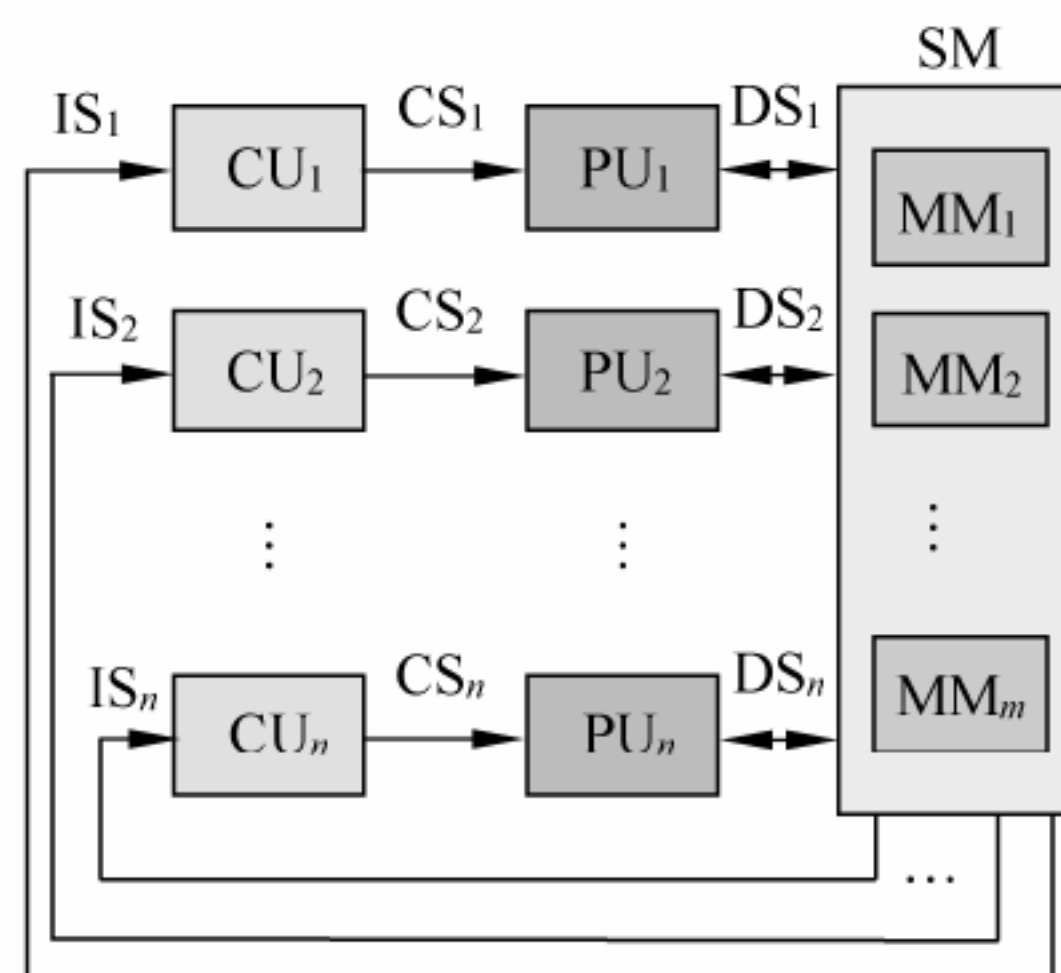 SM
IS₁ CS₁ DS₁
CU₁ PU₁
MM₁
IS₂ CS₂ DS₂
CU₂ PU₂ MM₂
⋮ ⋮ ⋮
ISₙ CSₙ DSₙ
CUₙ PUₙ MMₘ
…